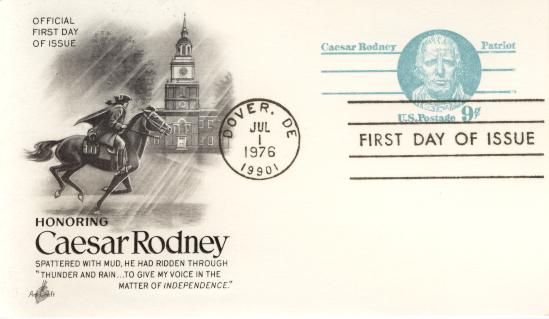 OFFICIAL
FIRST DAY
OF ISSUE
Caesar Rodney Patriot
U.S. Postage 9¢
DOVER, DE
JUL
1
1976
19901
FIRST DAY OF ISSUE
HONORING
Caesar Rodney
SPATTERED WITH MUD, HE HAD RIDDEN THROUGH
"THUNDER AND RAIN...TO GIVE MY VOICE IN THE
MATTER OF INDEPENDENCE."
ArtCraft